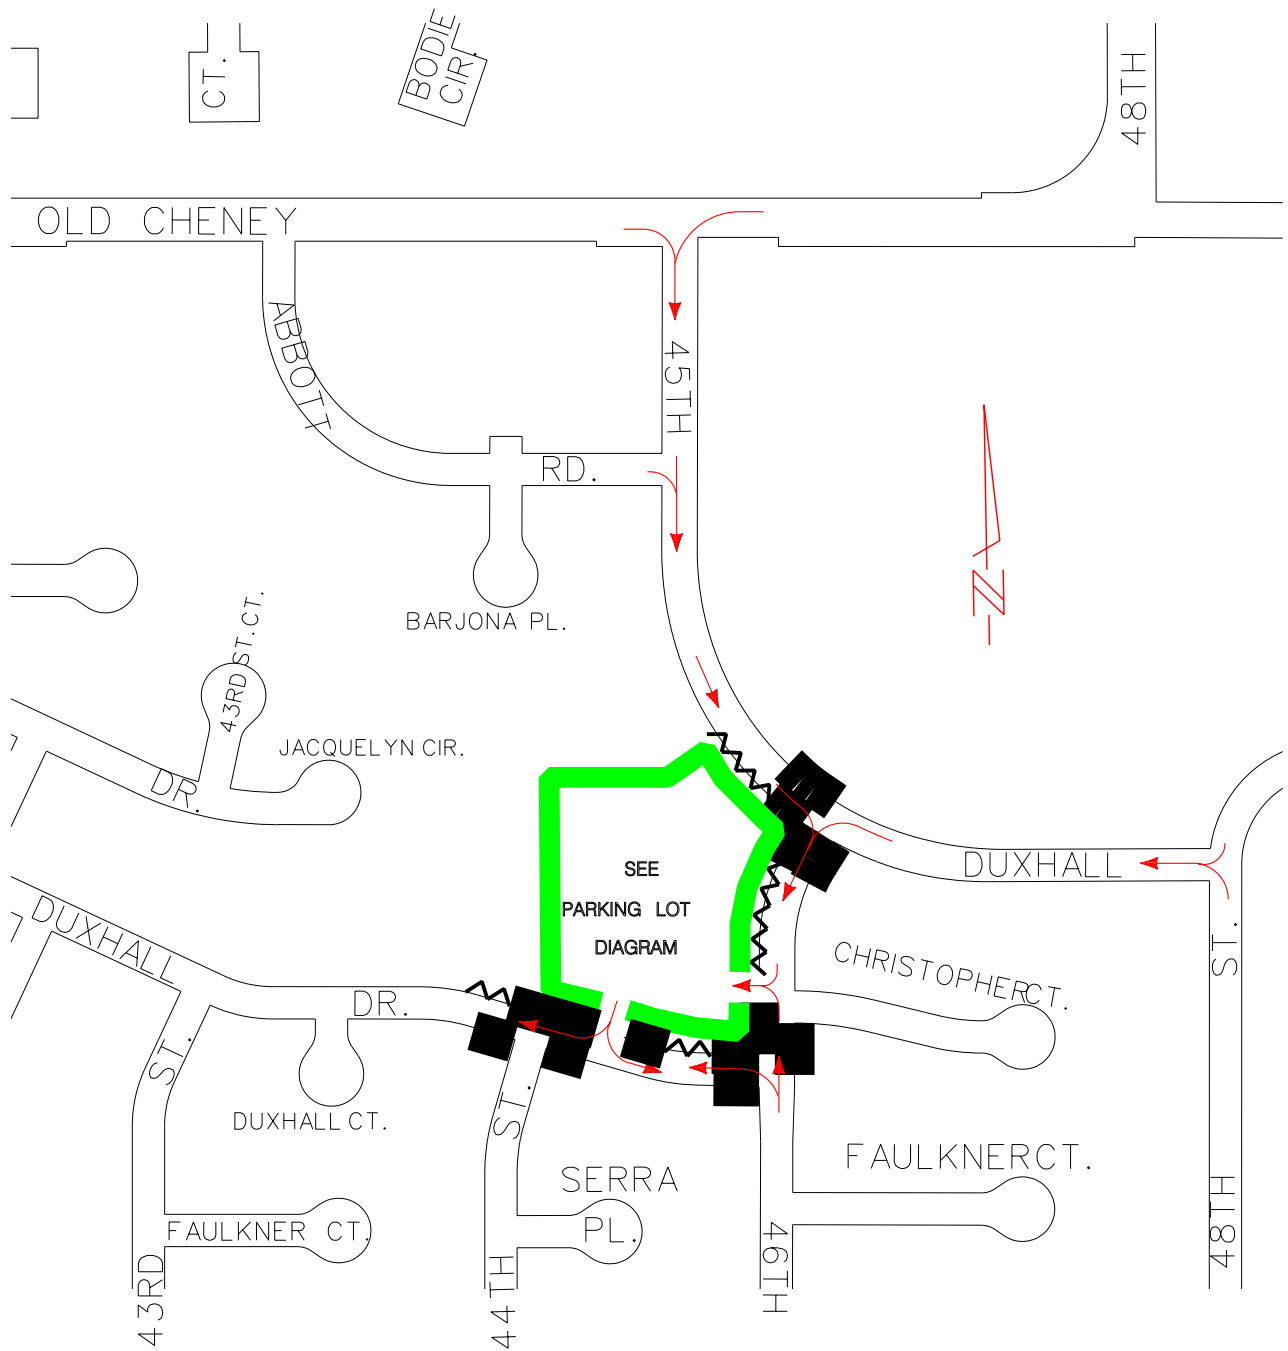 CT.
BODIE
CIR.
48TH
OLD CHENEY
ABBOTT
45TH
RD.
BARJONA PL.
N
43RD ST. CT.
JACQUELYN CIR.
DR.
SEE
PARKING LOT
DIAGRAM
DUXHALL
DUXHALL
DR.
CHRISTOPHER CT.
ST.
ST.
ST.
DUXHALL CT.
FAULKNER CT.
SERRA
PL.
FAULKNER CT.
43RD
44TH
46TH
48TH